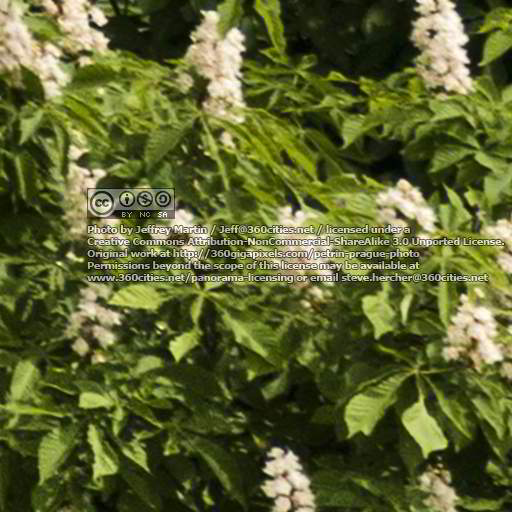 cc
BY NC SA
Photo by Jeffrey Martin / Jeff@360cities.net / licensed under a
Creative Commons Attribution-NonCommercial-ShareAlike 3.0 Unported License.
Original work at http://360gigapixels.com/petrin-prague-photo
Permissions beyond the scope of this license may be available at
www.360cities.net/panorama-licensing or email steve.hercher@360cities.net